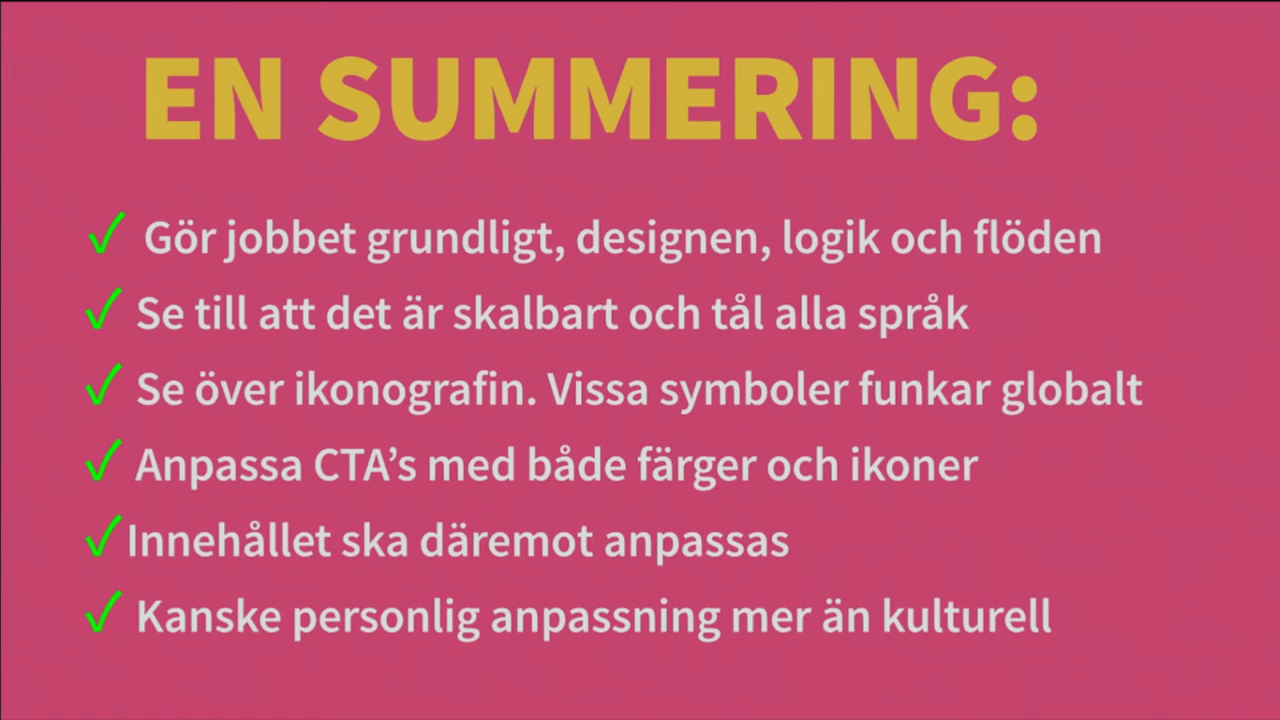 EN SUMMERING:
✓ Gör jobbet grundligt, designen, logik och flöden
✓ Se till att det är skalbart och tål alla språk
✓ Se över ikonografin. Vissa symboler funkar globalt
✓ Anpassa CTA’s med både färger och ikoner
✓Innehållet ska däremot anpassas
✓ Kanske personlig anpassning mer än kulturell